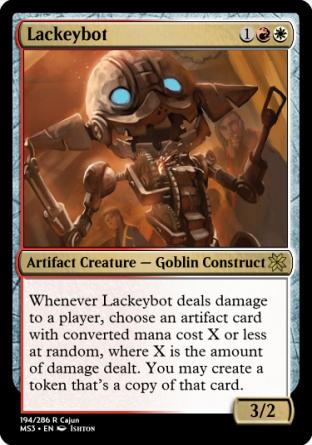 Lackeybot 1
Artifact Creature — Goblin Construct
Whenever Lackeybot deals damage
to a player, choose an artifact card
with converted mana cost X or less
at random, where X is the amount
of damage dealt. You may create a
token that's a copy of that card.
3/2
194/286 R Cajun
MS3 • EN Ishton